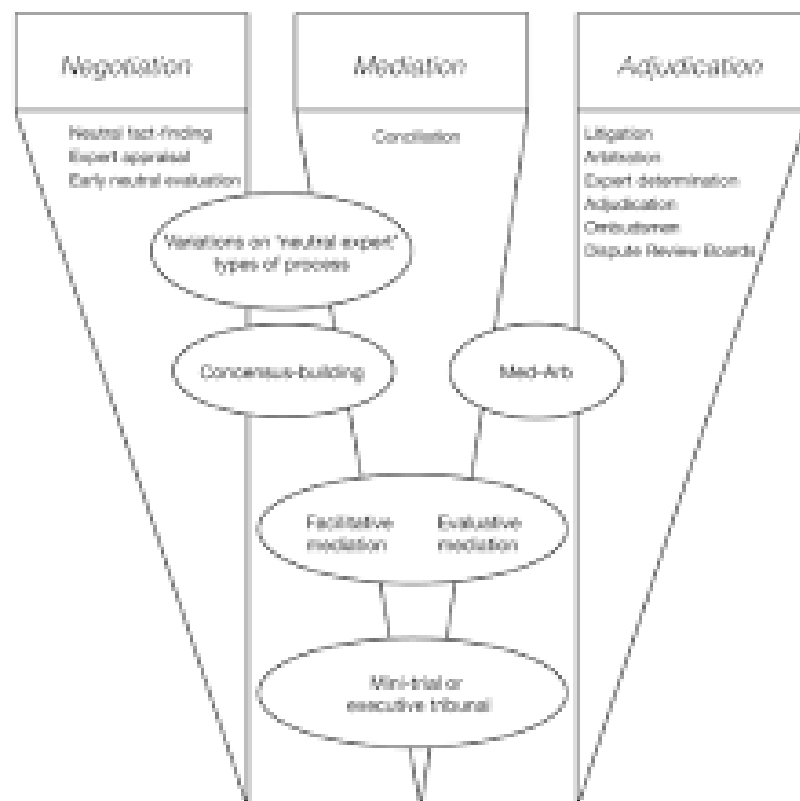 Negotiation
Mediation
Adjudication
Neutral fact-finding
Expert appraisal
Early neutral evaluation
Conciliation
Litigation
Arbitration
Expert determination
Adjudication
Ombudsmen
Dispute Review Boards
Variations on "neutral expert"
types of process
Concensus-building
Med-Arb
Facilitative
mediation
Evaluative
mediation
Mini-trial or
executive tribunal